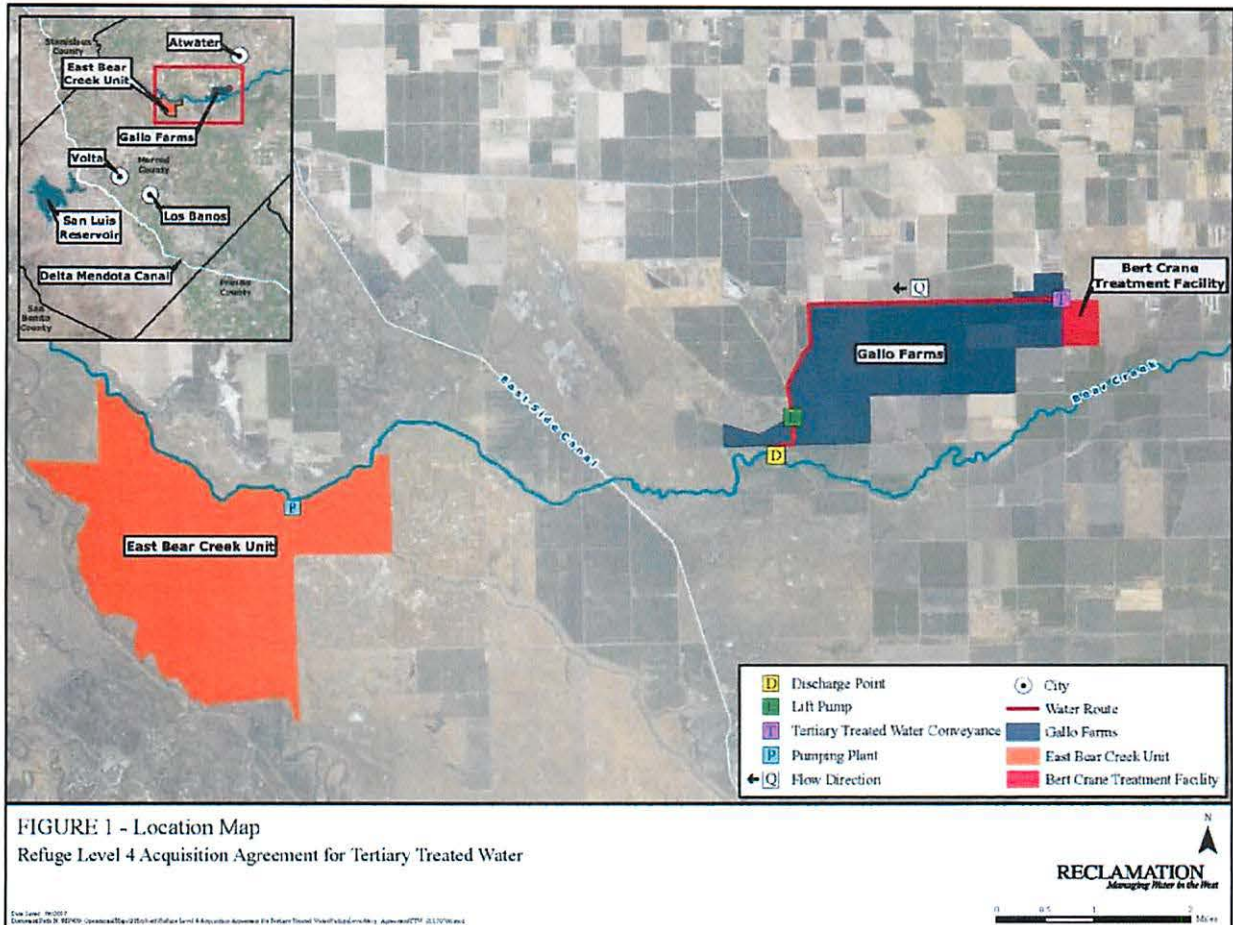 Stanislaus
County
Atwater
East Bear
Creek Unit
Gallo Farms
Volta
Merced
County
Los Banos
San Luis
Reservoir
Delta Mendota Canal
Fresno
County
San
Benito
County
Q
Bert Crane
Treatment Facility
T
Gallo Farms
East Side Canal
Bear Creek
L
D
P
East Bear Creek Unit
D Discharge Point
L Lift Pump
T Tertiary Treated Water Conveyance
P Pumping Plant
Q Flow Direction
City
Water Route
Gallo Farms
East Bear Creek Unit
Bert Crane Treatment Facility
FIGURE 1 - Location Map
Refuge Level 4 Acquisition Agreement for Tertiary Treated Water
N
RECLAMATION
Managing Water in the West
0 0.5 1 2
Miles